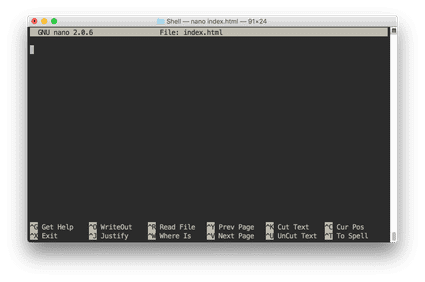 Shell — nano index.html — 91×24
GNU nano 2.0.6 File: index.html
^G Get Help ^O WriteOut ^R Read File ^Y Prev Page ^K Cut Text ^C Cur Pos
^X Exit ^J Justify ^W Where Is ^V Next Page ^U UnCut Text ^T To Spell